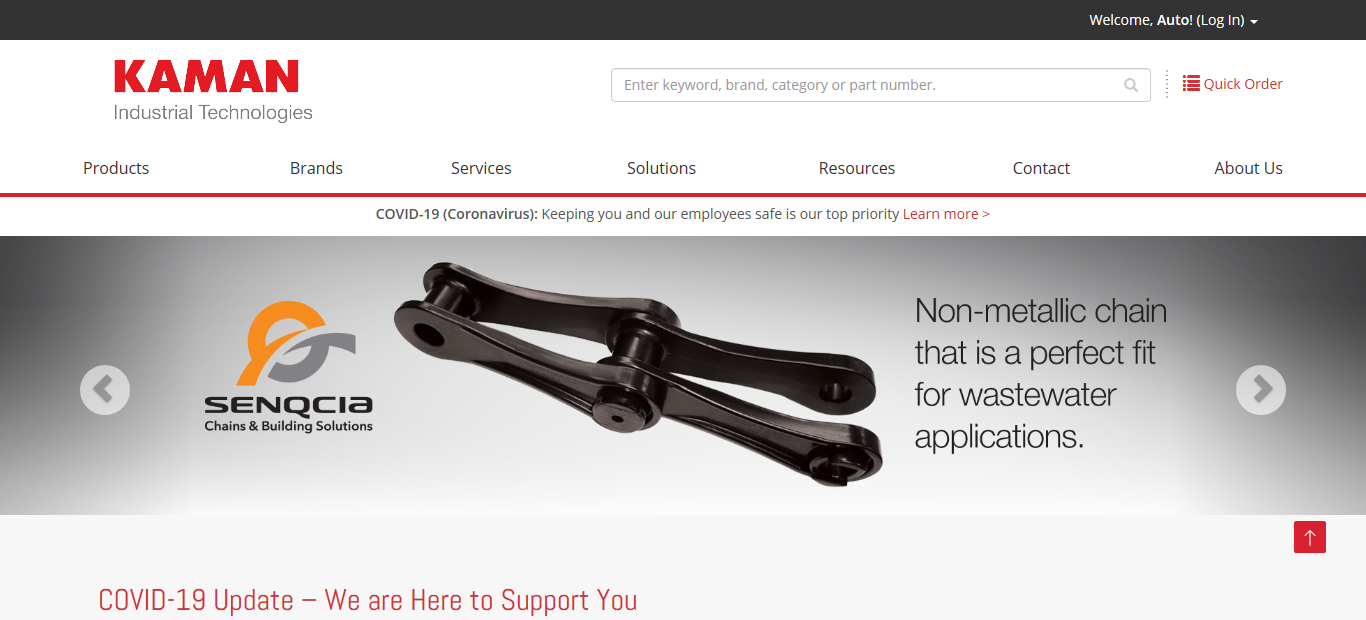 Welcome, Auto! (Log In)
KAMAN
Industrial Technologies
Enter keyword, brand, category or part number.
Quick Order
Products
Brands
Services
Solutions
Resources
Contact
About Us
COVID-19 (Coronavirus): Keeping you and our employees safe is our top priority Learn more >
SENQCIA
Chains & Building Solutions
Non-metallic chain
that is a perfect fit
for wastewater
applications.
COVID-19 Update – We are Here to Support You